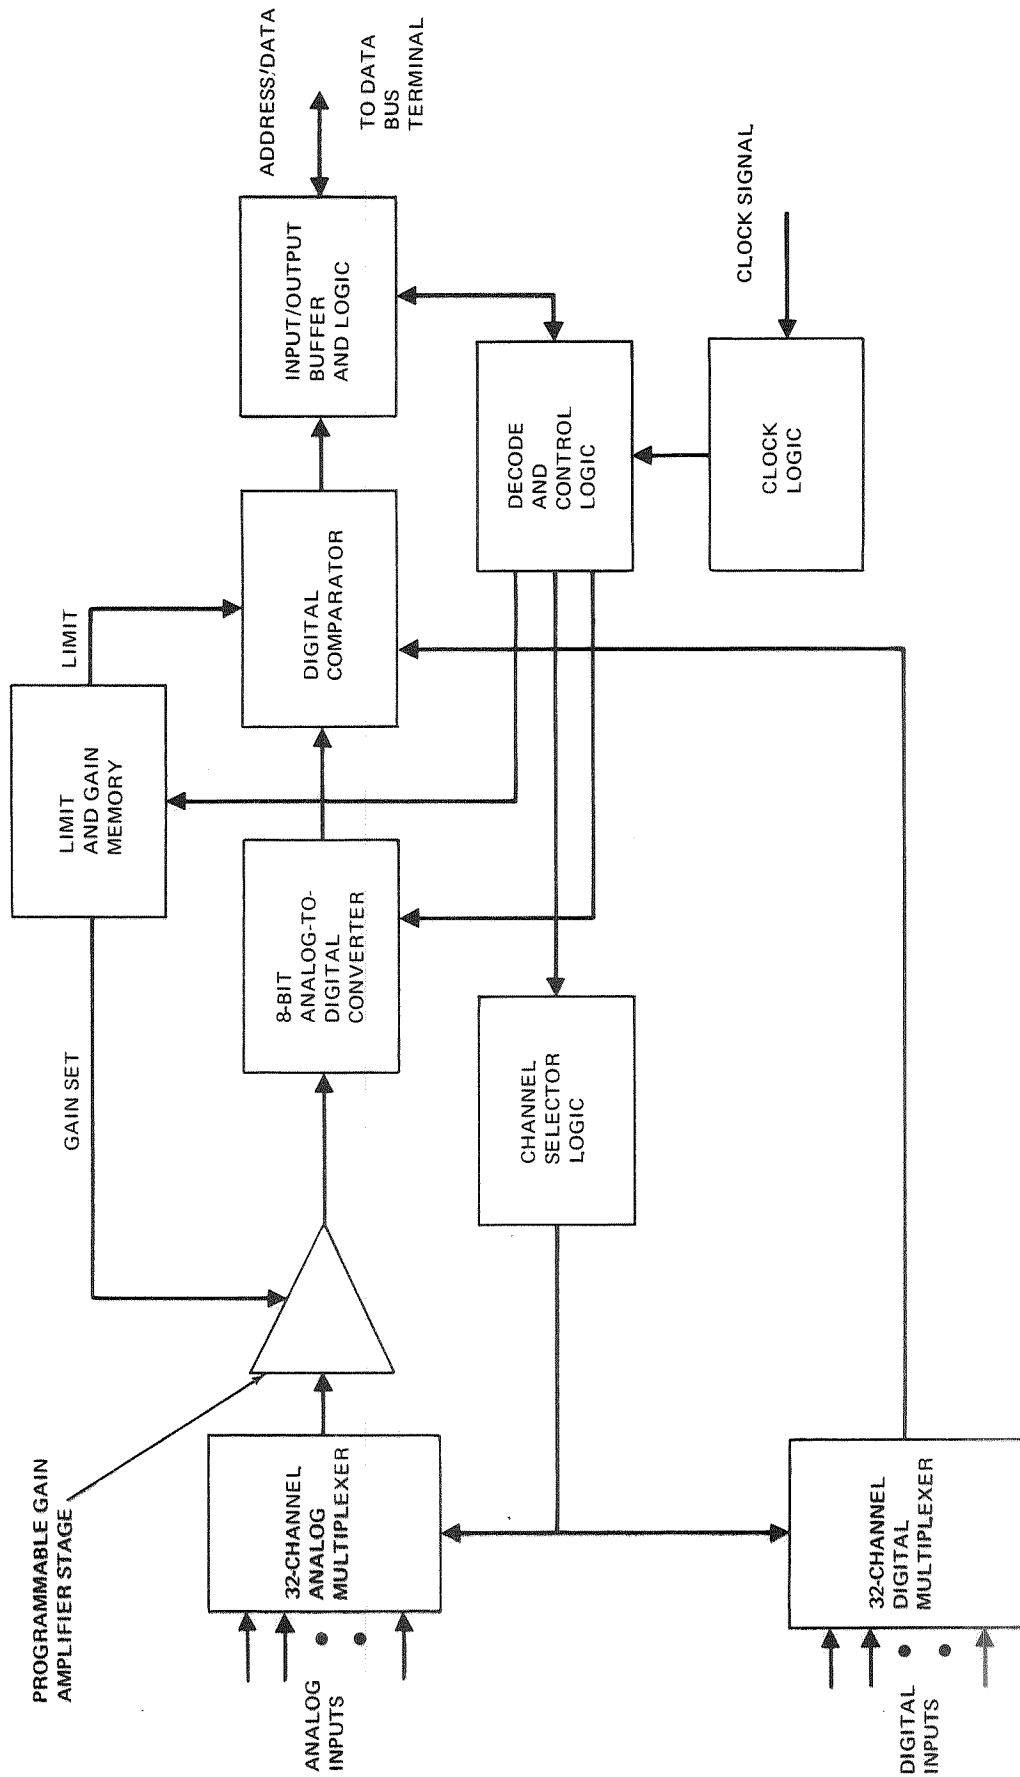 PROGRAMMABLE GAIN
AMPLIFIER STAGE
GAIN SET
LIMIT
AND GAIN
MEMORY
LIMIT
ANALOG
INPUTS
32-CHANNEL
ANALOG
MULTIPLEXER
8-BIT
ANALOG-TO-
DIGITAL
CONVERTER
DIGITAL
COMPARATOR
INPUT/OUTPUT
BUFFER
AND LOGIC
ADDRESS/DATA
TO DATA
BUS
TERMINAL
CHANNEL
SELECTOR
LOGIC
DECODE
AND
CONTROL
LOGIC
CLOCK
LOGIC
CLOCK SIGNAL
DIGITAL
INPUTS
32-CHANNEL
DIGITAL
MULTIPLEXER